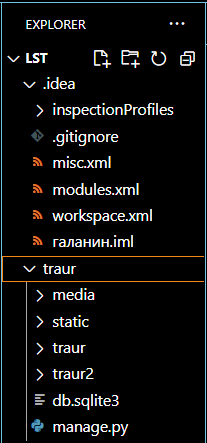 EXPLORER
LST
.idea
inspectionProfiles
.gitignore
misc.xml
modules.xml
workspace.xml
галанин.iml
traur
media
static
traur
traur2
db.sqlite3
manage.py